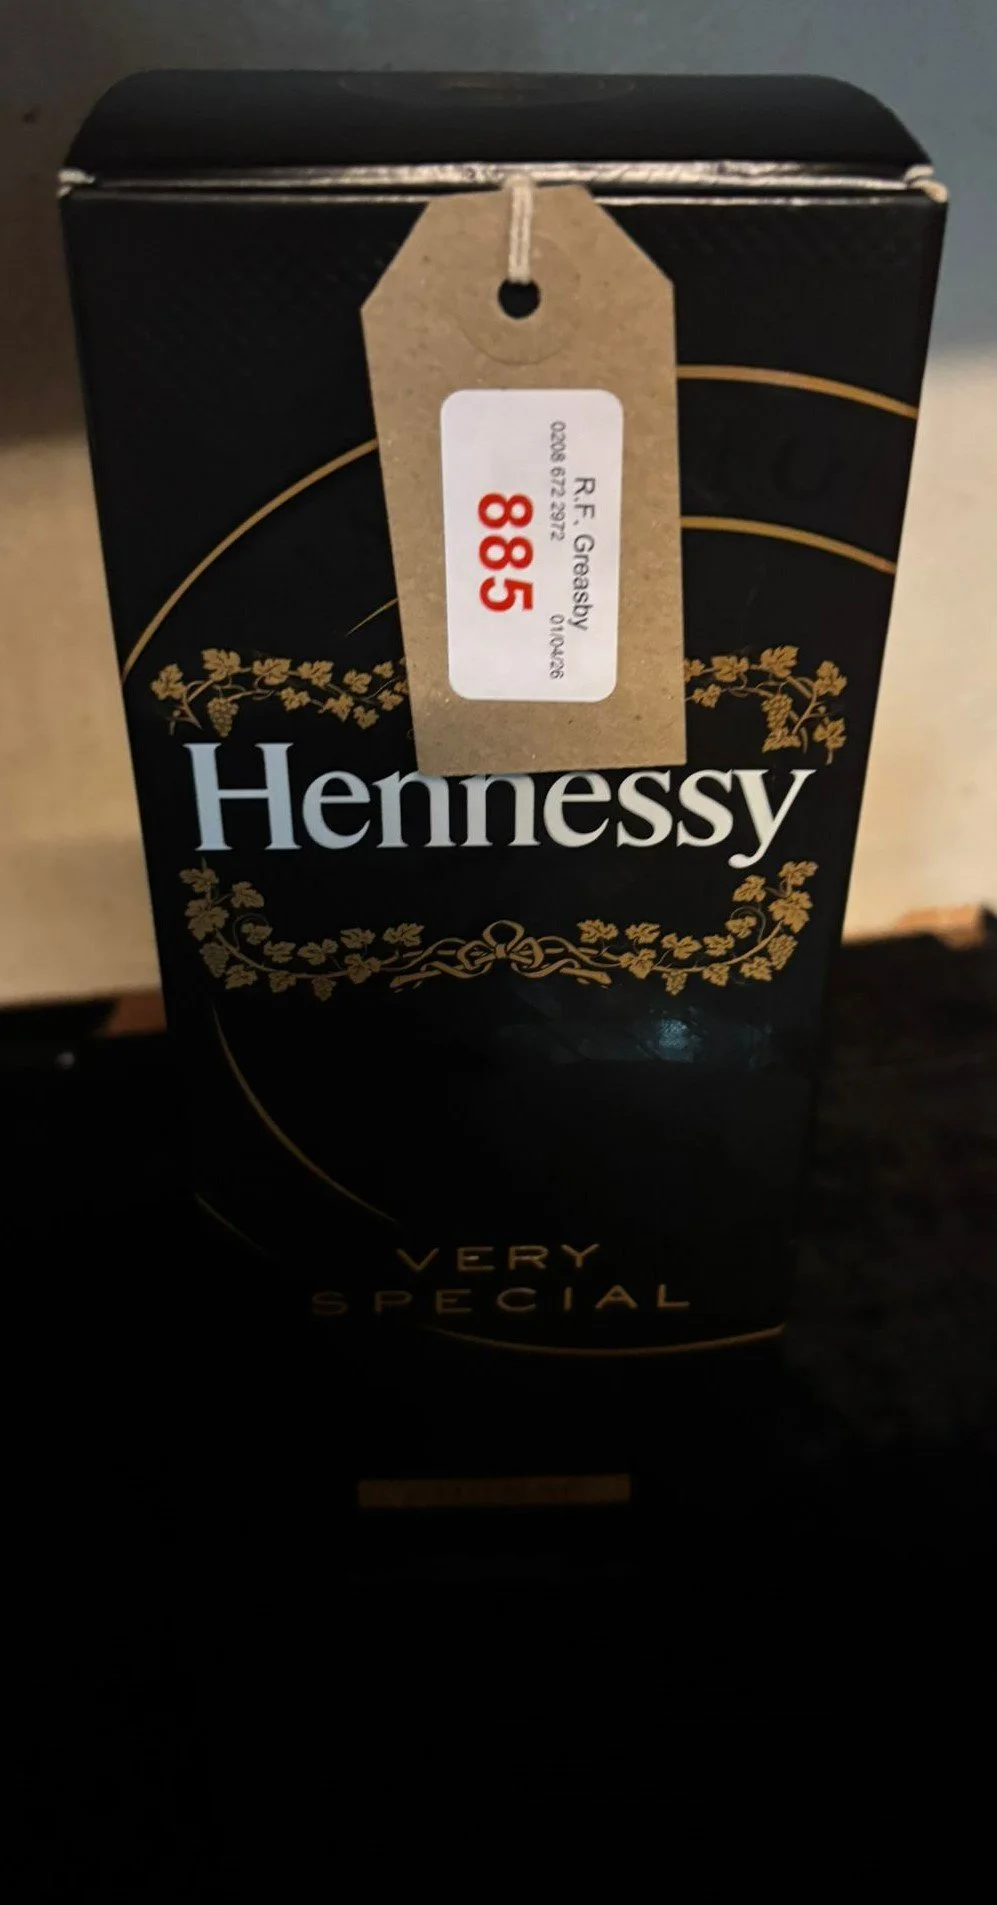 R.F. Greasby
0208 672 2972 01/04/26
885
Hennessy
VERY
SPECIAL